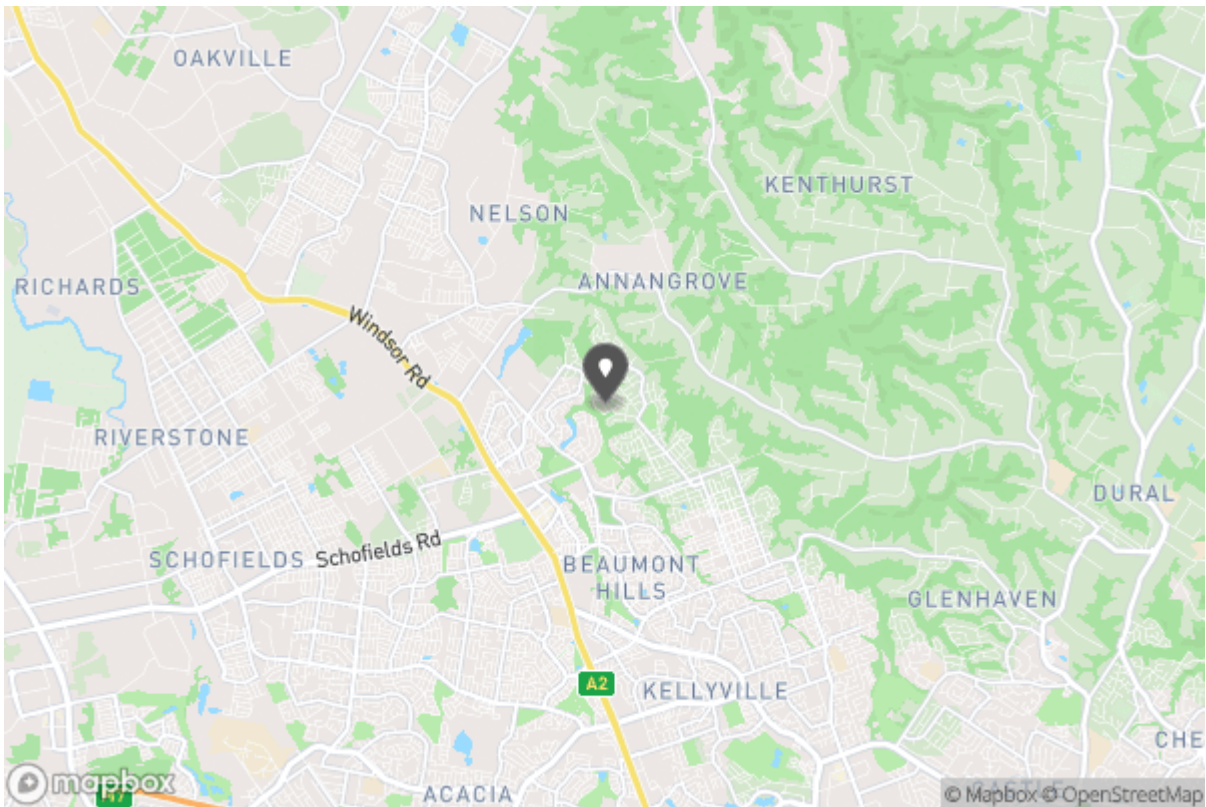 OAKVILLE
KENTHURST
NELSON
ANNANGROVE
RICHARDS
Windsor Rd
RIVERSTONE
DURAL
SCHOFIELDS
Schofields Rd
BEAUMONT
HILLS
GLENHAVEN
A2
KELLYVILLE
CHE
ACACIA
mapbox
A7
© Mapbox © OpenStreetMap